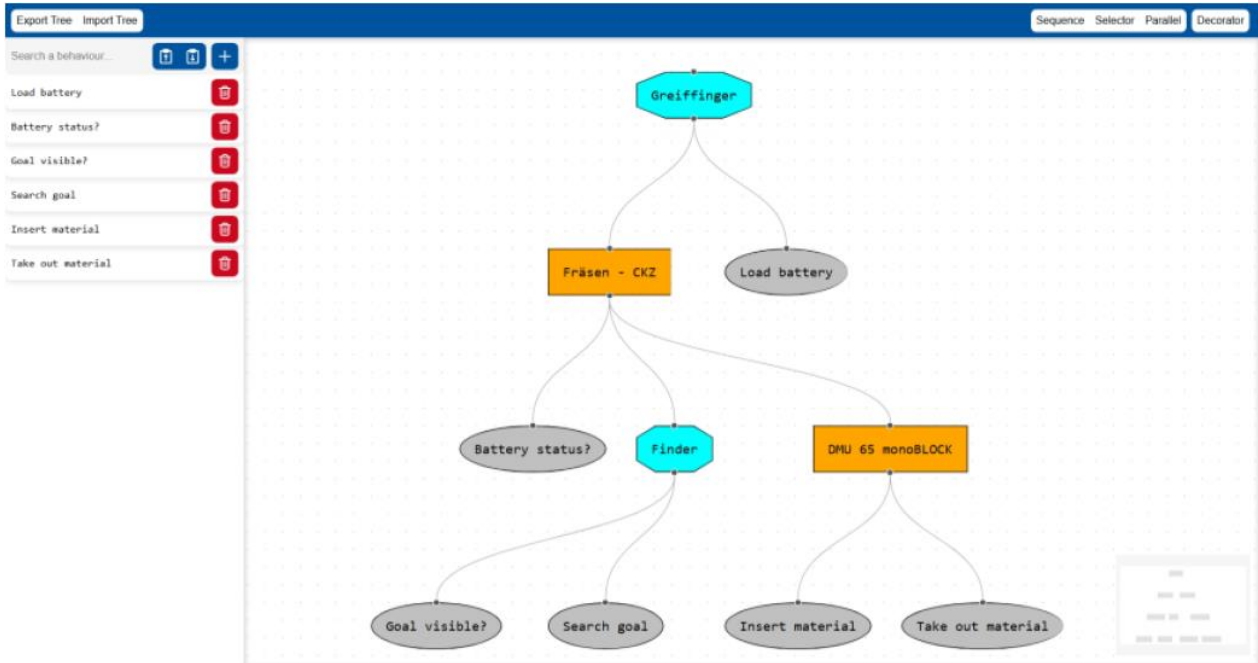 Export Tree Import Tree
Sequence Selector Parallel Decorator
Search a behaviour...
Load battery
Battery status?
Goal visible?
Search goal
Insert material
Take out material
Greiffinger
Fräsen - CKZ
Load battery
Battery status?
Finder
DMU 65 monoBLOCK
Goal visible?
Search goal
Insert material
Take out material